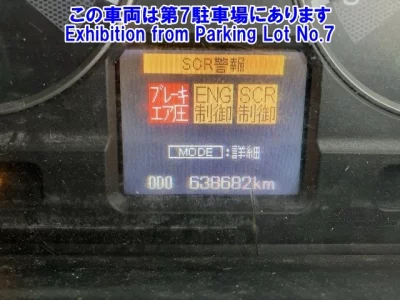 この車両は第7駐車場にあります
Exhibition from Parking Lot No.7
SCR警報
ブレーキ ENG SCR
エア圧 制御 制御
MODE :詳細
ODO 638682km